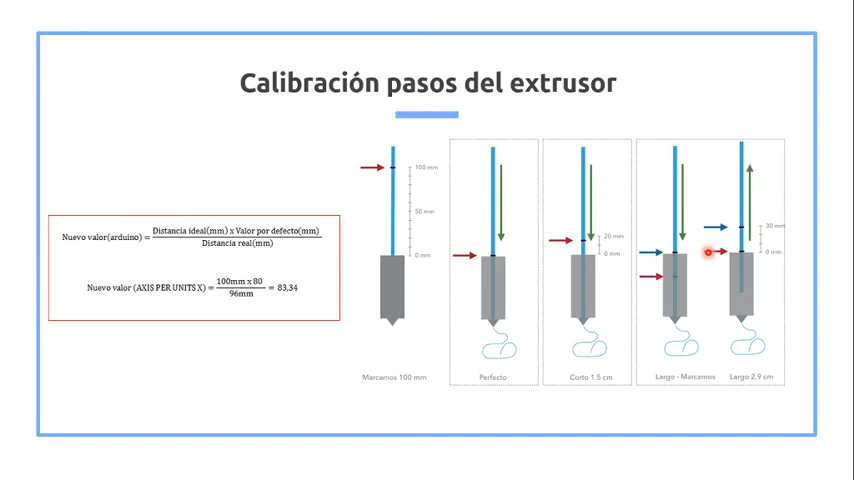 Calibración pasos del extrusor
Nuevo valor(arduino) = Distancia ideal(mm) x Valor por defecto(mm)
Distancia real(mm)
Nuevo valor (AXIS PER UNITS X) = 100mm x 80 = 83,34
96mm
100 mm
50 mm
0 mm
Marcamos 100 mm
Perfecto
20 mm
0 mm
Corto 1.5 cm
Largo - Marcamos
30 mm
0 mm
Largo 2.9 cm